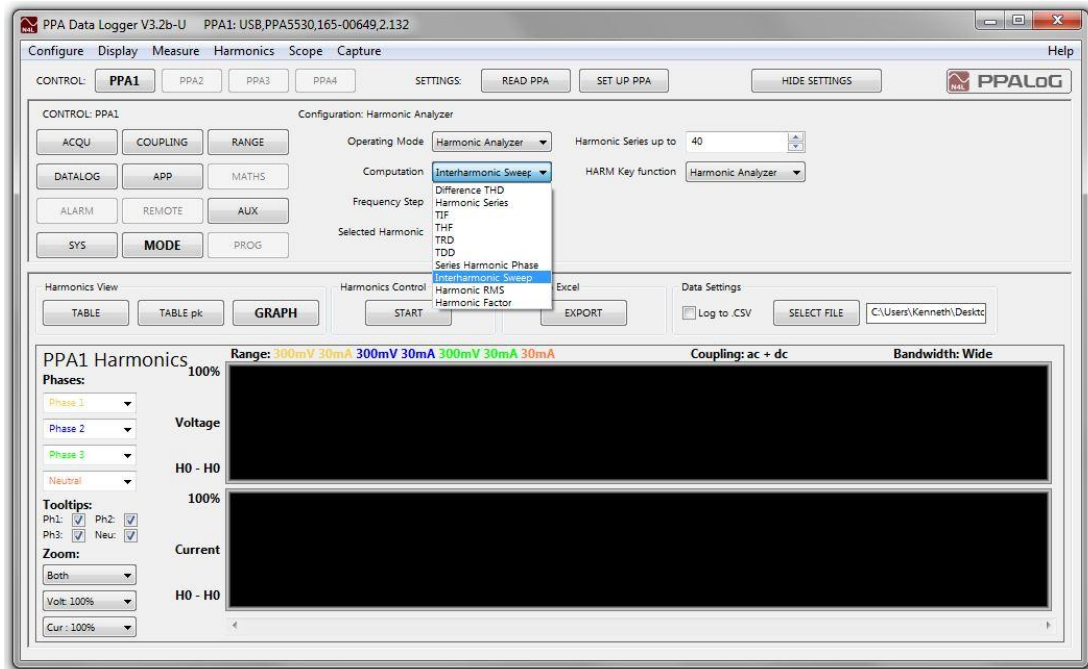 PPA Data Logger V3.2b-U PPA1: USB,PPA5530,165-00649,2.132
Configure Display Measure Harmonics Scope Capture Help
CONTROL: PPA1 PPA2 PPA3 PPA4 SETTINGS: READ PPA SET UP PPA HIDE SETTINGS N4L PPALoG
CONTROL: PPA1 Configuration: Harmonic Analyzer
ACQU COUPLING RANGE Operating Mode Harmonic Analyzer Harmonic Series up to 40
DATALOG APP MATHS Computation Interharmonic Sweep HARM Key function Harmonic Analyzer
Difference THD
ALARM REMOTE AUX Frequency Step Harmonic Series
TIF
THF
SYS MODE PROG Selected Harmonic TRD
TDD
Series Harmonic Phase
Interharmonic Sweep
Harmonic RMS
Harmonic Factor
Harmonics View Harmonics Control Excel Data Settings
TABLE TABLE pk GRAPH START EXPORT Log to .CSV SELECT FILE C:\Users\Kenneth\Desktc
PPA1 Harmonics Range: 300mV 30mA 300mV 30mA 300mV 30mA 30mA Coupling: ac + dc Bandwidth: Wide
100%
Phases:
Phase 1
Phase 2 Voltage
Phase 3
H0 - H0
Neutral
Tooltips: 100%
Ph1: Ph2:
Ph3: Neu:
Zoom: Current
Both
Volt: 100% H0 - H0
Cur : 100%